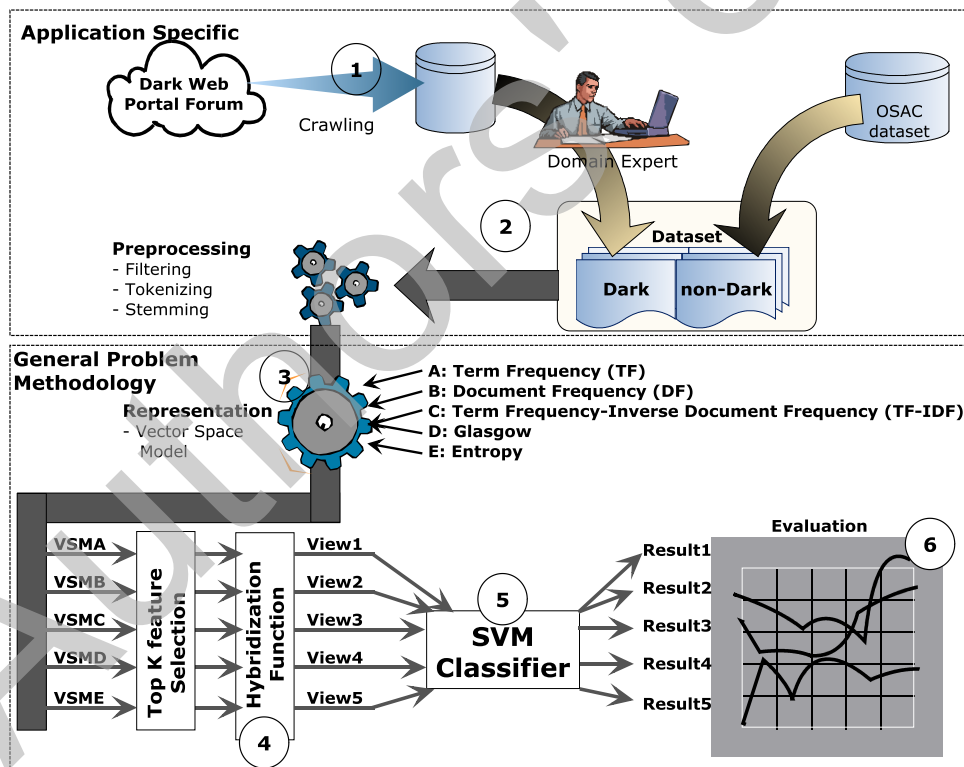 Application Specific
Dark Web
Portal Forum
1
Crawling
Domain Expert
OSAC
dataset
2
Dataset
Dark
non-Dark
Preprocessing
- Filtering
- Tokenizing
- Stemming
General Problem
Methodology
3
Representation
- Vector Space
Model
A: Term Frequency (TF)
B: Document Frequency (DF)
C: Term Frequency-Inverse Document Frequency (TF-IDF)
D: Glasgow
E: Entropy
VSMA
VSMB
VSMC
VSMD
VSME
Top K feature
Selection
Hybridization
Function
4
View1
View2
View3
View4
View5
5
SVM
Classifier
Result1
Result2
Result3
Result4
Result5
Evaluation
6
Authors'